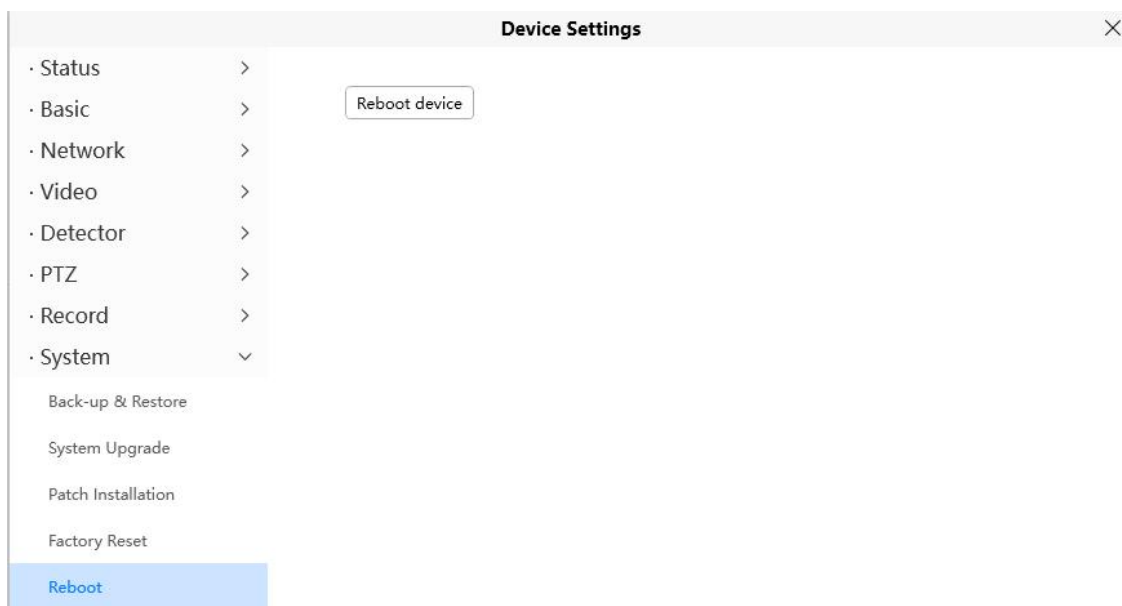 Device Settings
· Status
· Basic
· Network
· Video
· Detector
· PTZ
· Record
· System
Back-up & Restore
System Upgrade
Patch Installation
Factory Reset
Reboot
Reboot device